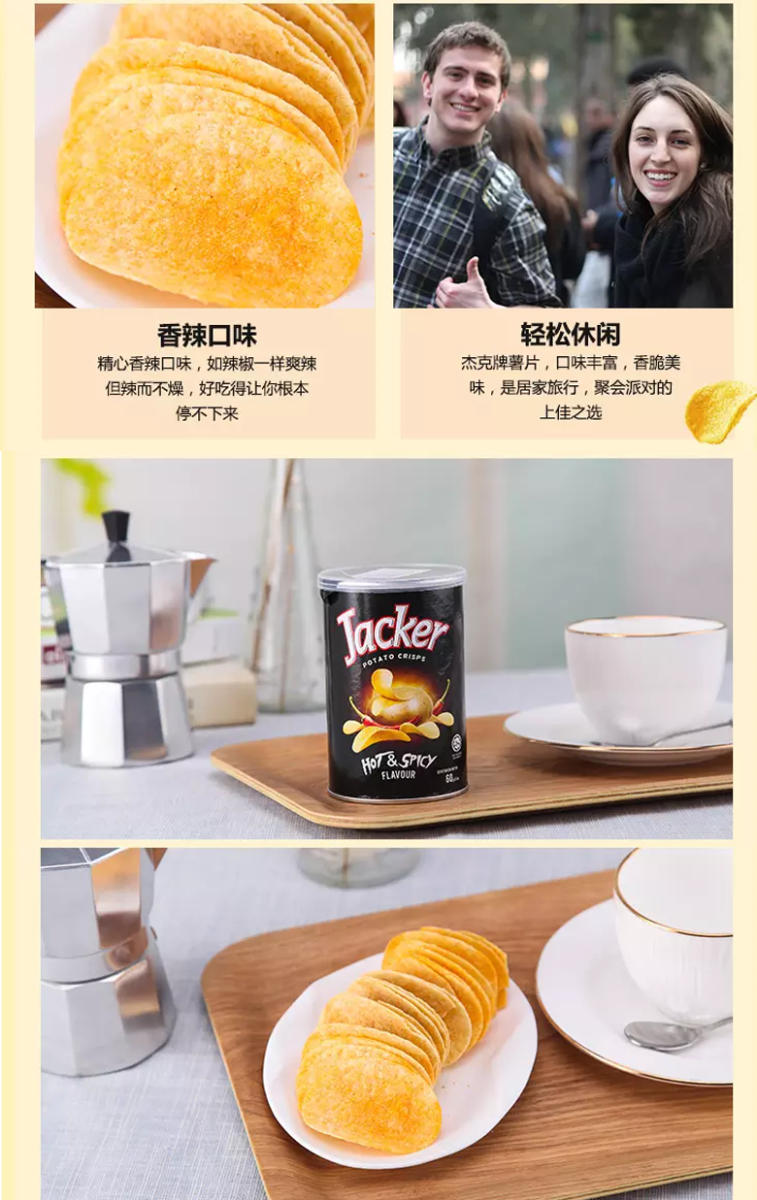 香辣口味
精心香辣口味，如辣椒一样爽辣
但辣而不燥，好吃得让你根本
停不下来
轻松休闲
杰克牌薯片，口味丰富，香脆美
味，是居家旅行，聚会派对的
上佳之选
Jacker
POTATO CRISPS
HOT & SPICY
FLAVOUR
60